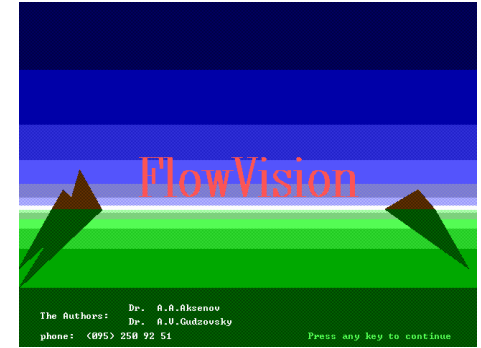 FlowVision
The Authors: Dr. A.A.Aksenov
Dr. A.V.Gudzovsky
phone: (095) 250 92 51
Press any key to continue